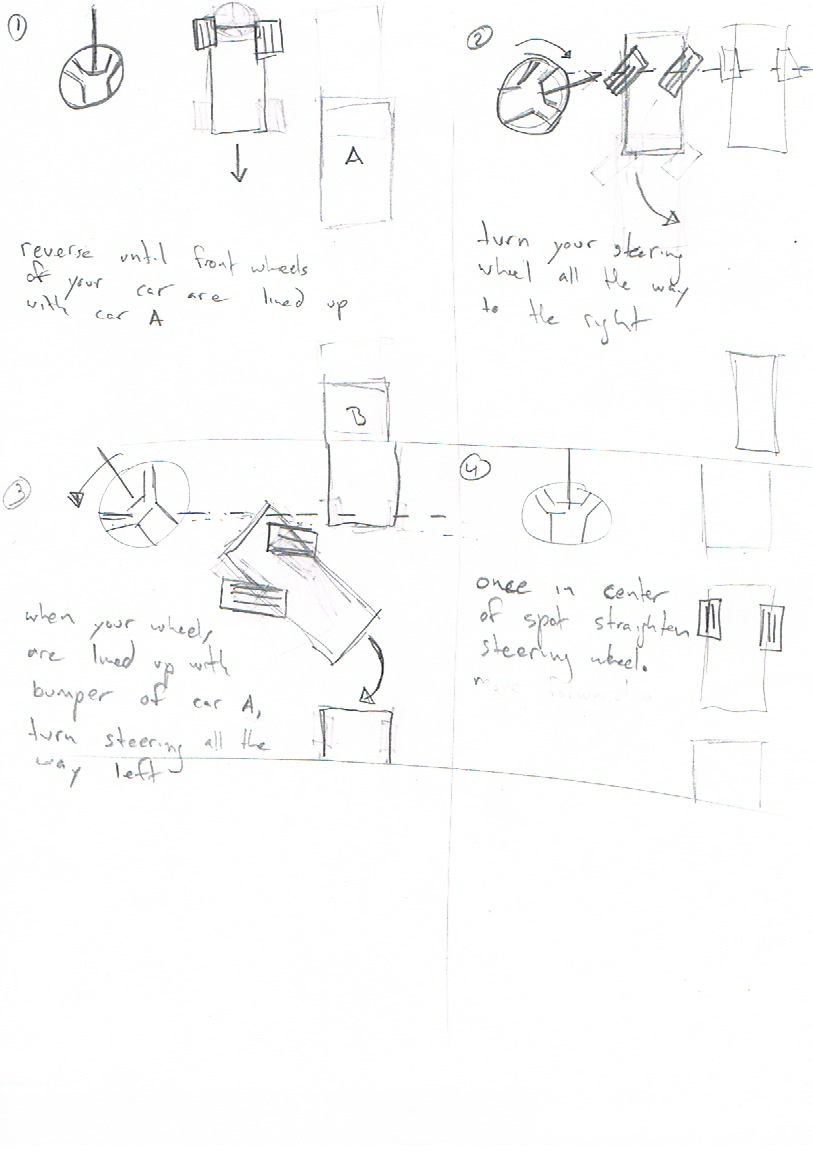 1
A
reverse until front wheels
of your car are lined up
with car A
2
turn your steering
wheel all the way
to the right
B
3
when your wheels,
are lined up with
bumper of car A,
turn steering all the
way left
4
once in center
of spot straighten
steering wheel.